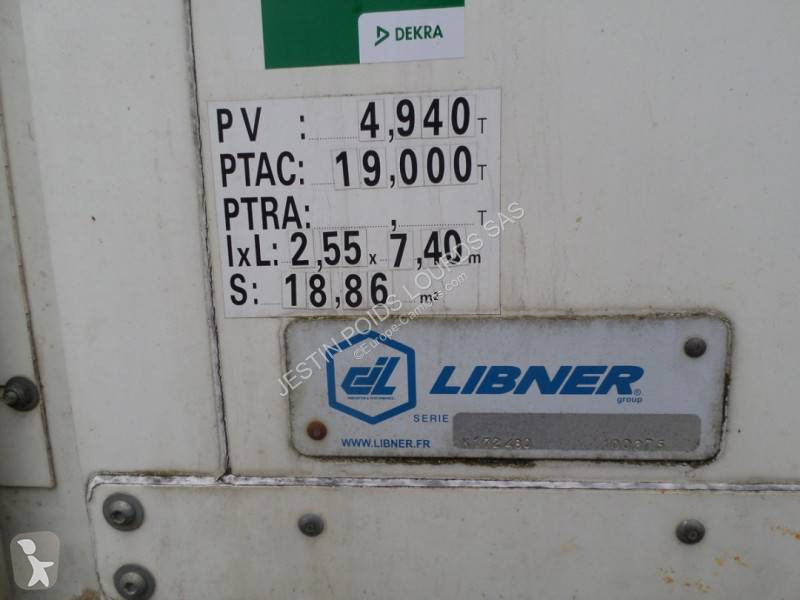 DEKRA
PV : 4,940 T
PTAC: 19,000 T
PTRA: , T
lxL: 2,55 x 7,40 m
S: 18,86 m²
JESTIN POIDS LOURDS SAS
©Europe-Camions.com
LIBNER®
group
SERIE
WWW.LIBNER.FR